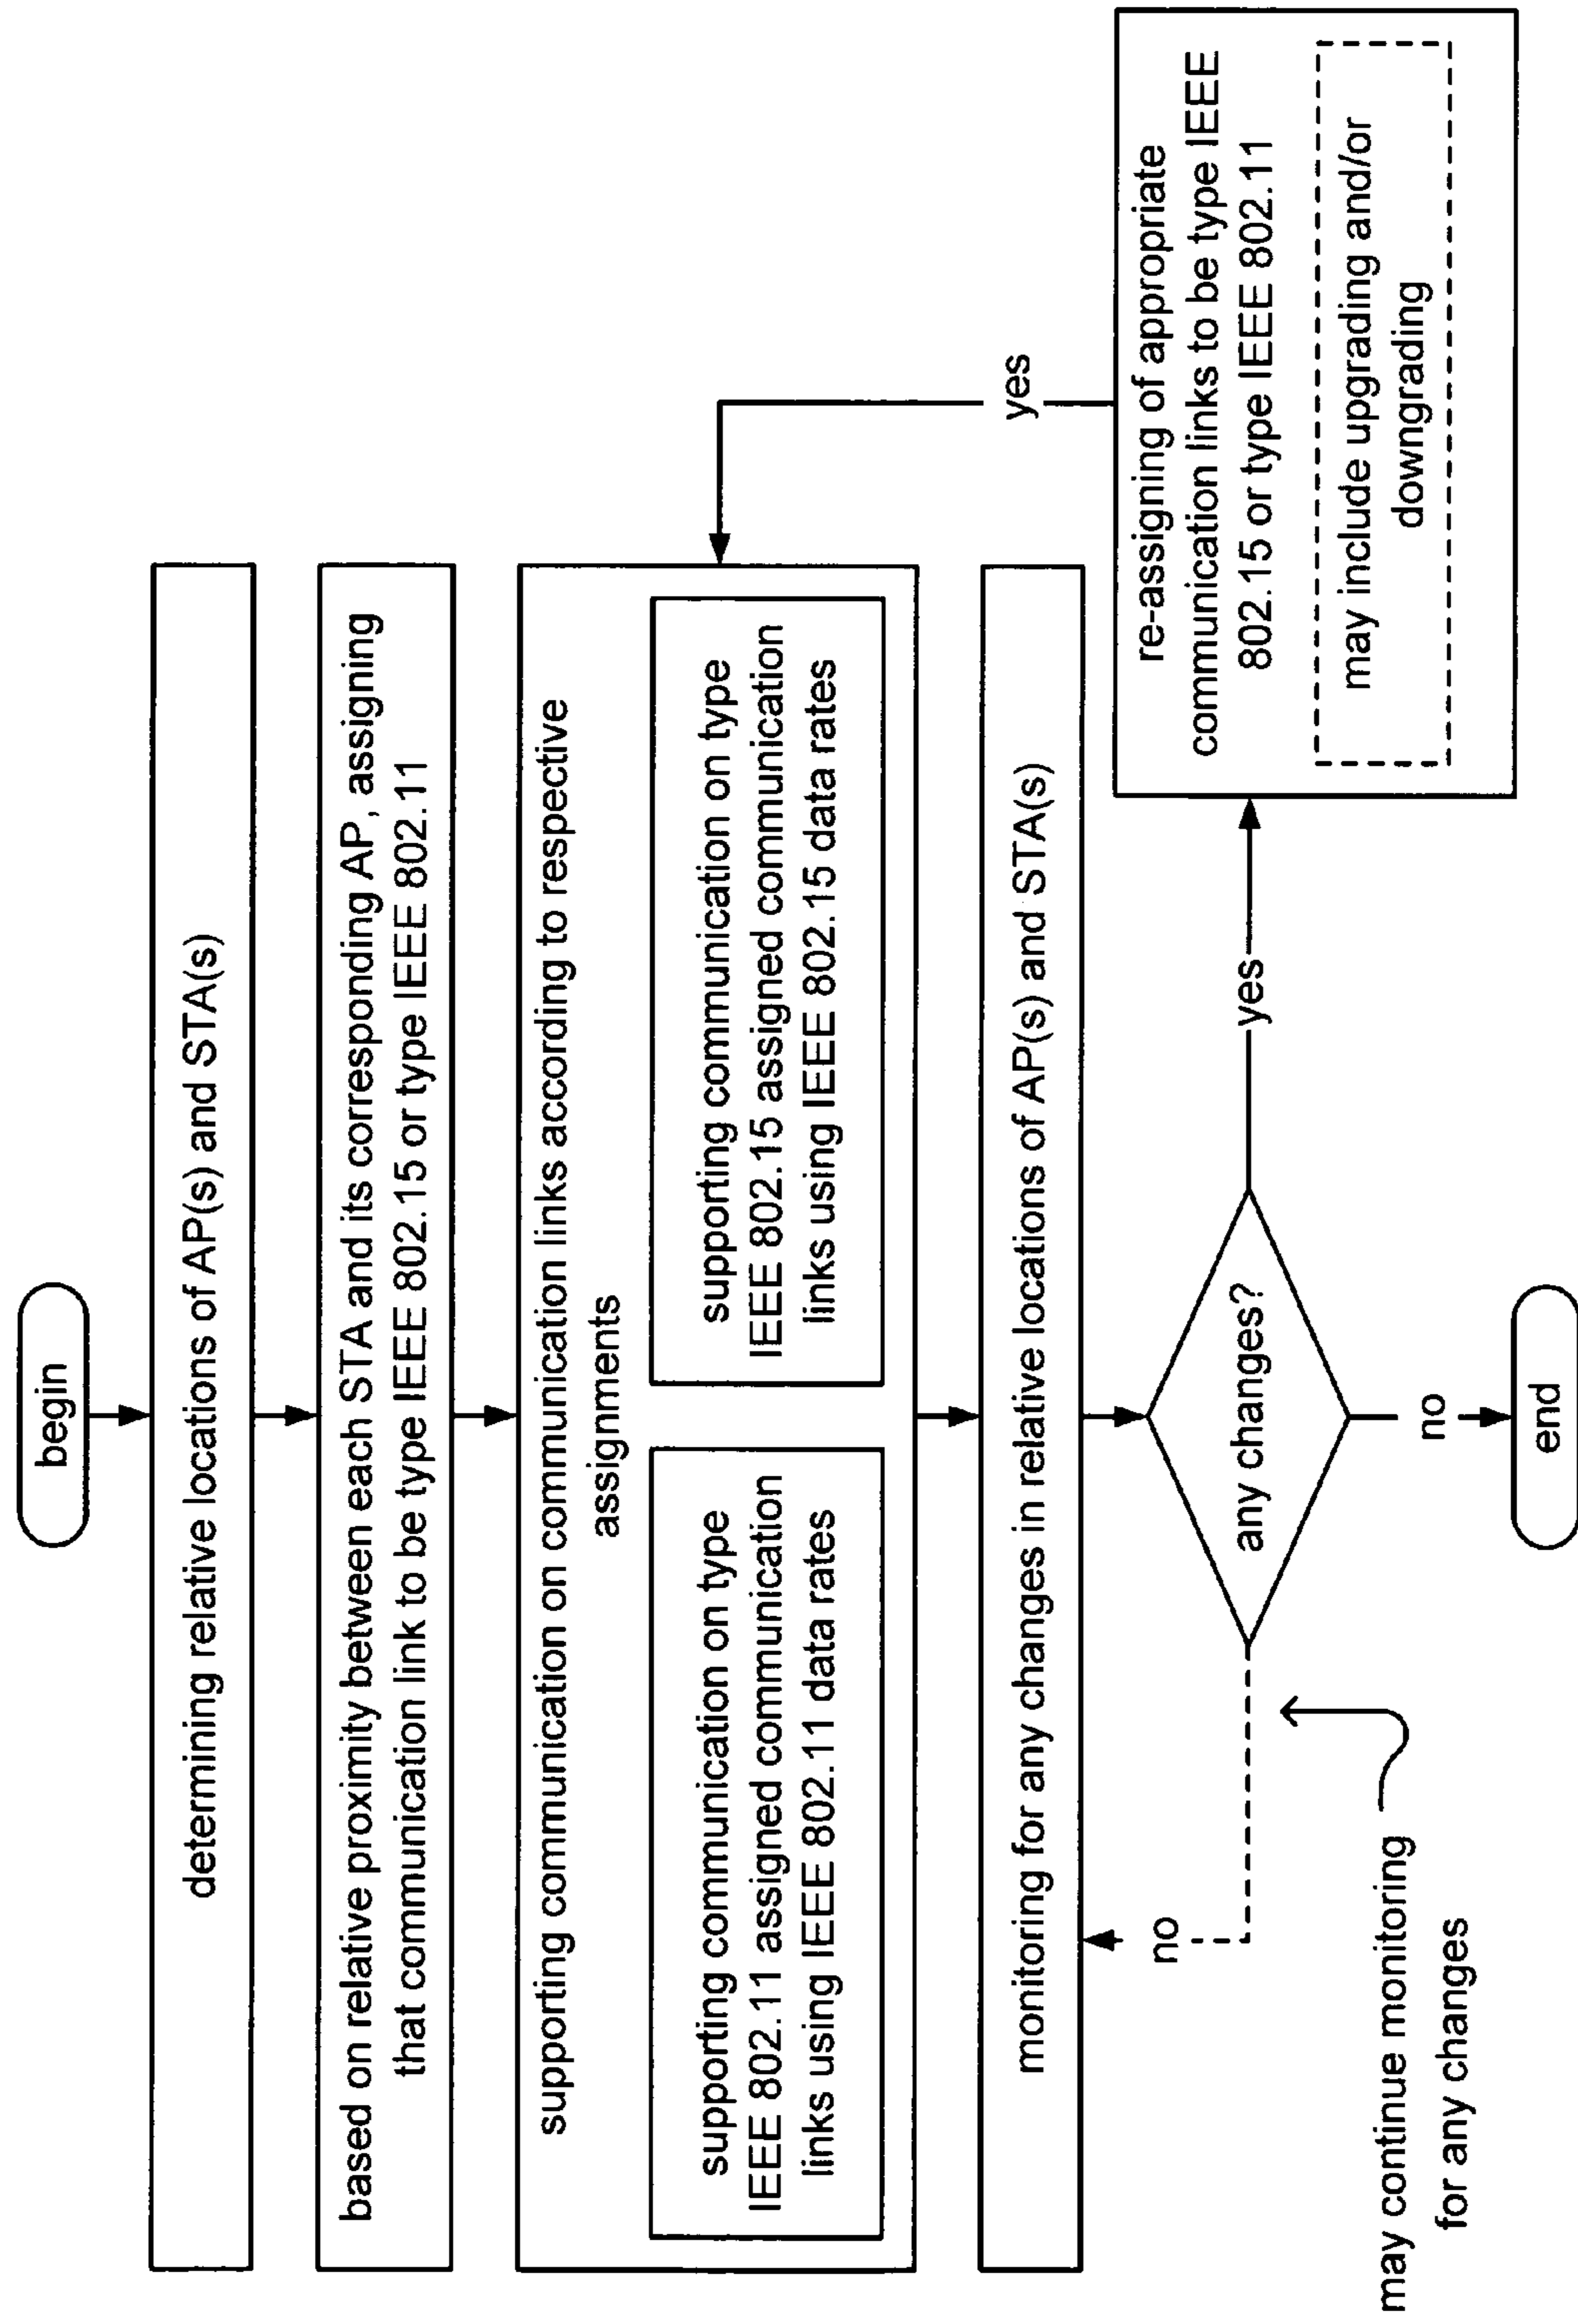 begin
determining relative locations of AP(s) and STA(s)
based on relative proximity between each STA and its corresponding AP, assigning
that communication link to be type IEEE 802.15 or type IEEE 802.11
supporting communication on communication links according to respective
assignments
supporting communication on type
IEEE 802.11 assigned communication
links using IEEE 802.11 data rates
supporting communication on type
IEEE 802.15 assigned communication
links using IEEE 802.15 data rates
monitoring for any changes in relative locations of AP(s) and STA(s)
any changes?
no
may continue monitoring
for any changes
no
end
yes
re-assigning of appropriate
communication links to be type IEEE
802.15 or type IEEE 802.11
may include upgrading and/or
downgrading
yes